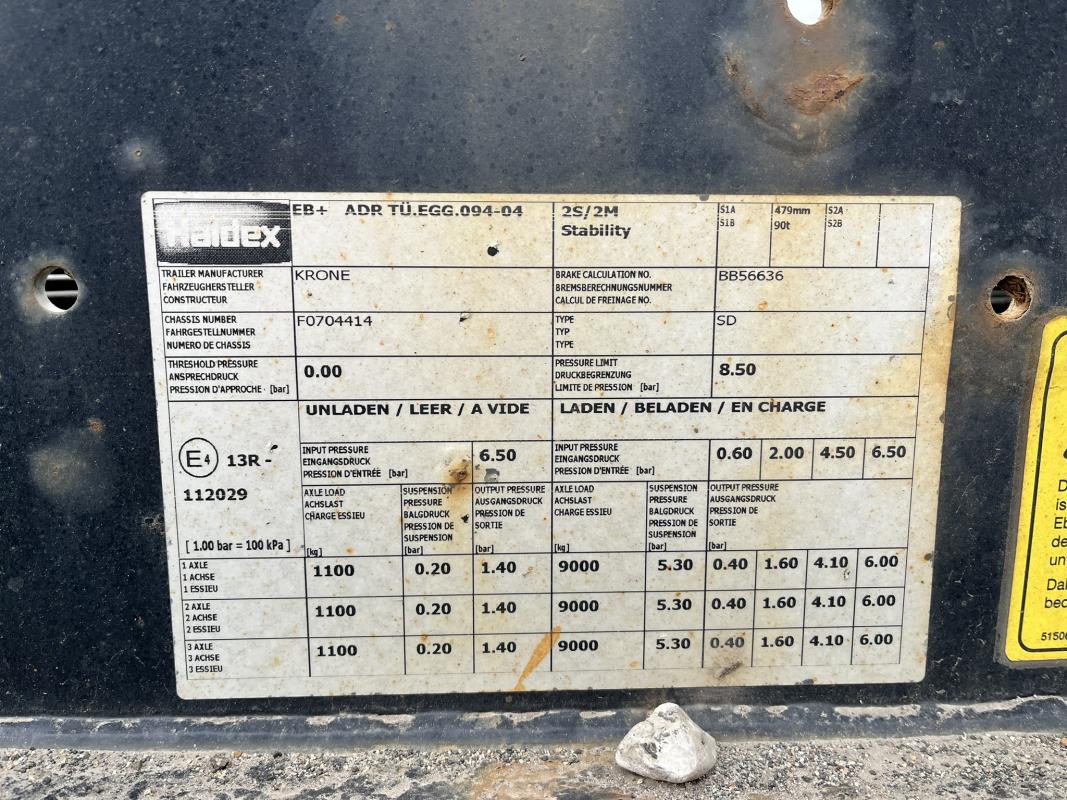 Haldex
EB+ ADR TÜ.EGG.094-04
2S/2M
Stability
S1A
S1B
479mm
90t
S2A
S2B
TRAILER MANUFACTURER
FAHRZEUGHERSTELLER
CONSTRUCTEUR
KRONE
BRAKE CALCULATION NO.
BREMSBERECHNUNGSNUMMER
CALCUL DE FREINAGE NO.
BB56636
CHASSIS NUMBER
FAHRGESTELLNUMMER
NUMERO DE CHASSIS
F0704414
TYPE
TYP
TYPE
SD
THRESHOLD PRESSURE
ANSPRECHDRUCK
PRESSION D'APPROCHE [bar]
0.00
PRESSURE LIMIT
DRUCKBEGRENZUNG
LIMITE DE PRESSION [bar]
8.50
UNLADEN / LEER / A VIDE
LADEN / BELADEN / EN CHARGE
E4 13R -
112029
[ 1.00 bar = 100 kPa ]
INPUT PRESSURE
EINGANGSDRUCK
PRESSION D'ENTRÉE [bar]
6.50
INPUT PRESSURE
EINGANGSDRUCK
PRESSION D'ENTRÉE [bar]
0.60 2.00 4.50 6.50
AXLE LOAD
ACHSLAST
CHARGE ESSIEU
[kg]
SUSPENSION
PRESSURE
BALGDRUCK
PRESSION DE
SUSPENSION
[bar]
OUTPUT PRESSURE
AUSGANGSDRUCK
PRESSION DE
SORTIE
[bar]
AXLE LOAD
ACHSLAST
CHARGE ESSIEU
[kg]
SUSPENSION
PRESSURE
BALGDRUCK
PRESSION DE
SUSPENSION
[bar]
OUTPUT PRESSURE
AUSGANGSDRUCK
PRESSION DE
SORTIE
[bar]
1 AXLE
1 ACHSE
1 ESSIEU
1100 0.20 1.40 9000 5.30 0.40 1.60 4.10 6.00
2 AXLE
2 ACHSE
2 ESSIEU
1100 0.20 1.40 9000 5.30 0.40 1.60 4.10 6.00
3 AXLE
3 ACHSE
3 ESSIEU
1100 0.20 1.40 9000 5.30 0.40 1.60 4.10 6.00